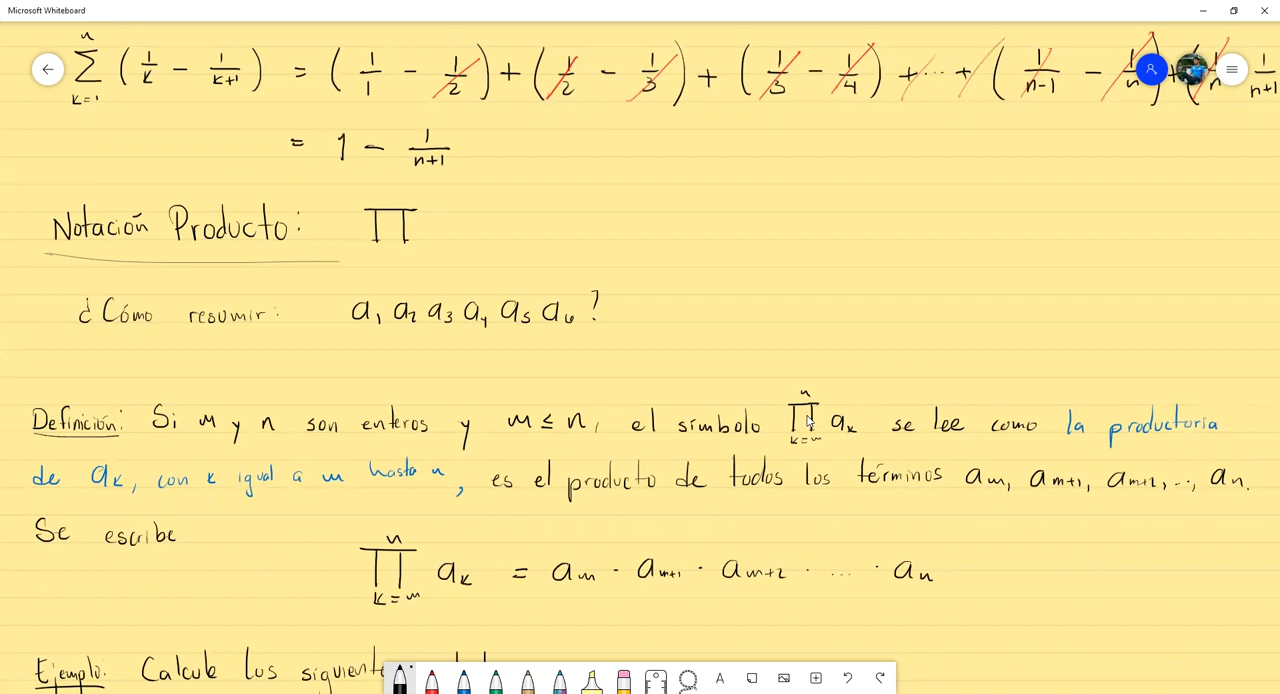 Microsoft Whiteboard
n
∑ (1/k − 1/(k+1)) = (1/1 − 1/2) + (1/2 − 1/3) + (1/3 − 1/4) + ... + (1/(n-1) − 1/n) + (1/n 1/(n+1)
k=1
= 1 − 1/(n+1)
Notación Producto: ∏
¿Cómo resumir: a₁ a₂ a₃ a₄ a₅ a₆ ?
n
Definición: Si m y n son enteros y m ≤ n, el símbolo ∏ aₖ se lee como la productoria
k=m
de aₖ, con k igual a m hasta n, es el producto de todos los términos aₘ, aₘ₊₁, aₘ₊₂, ..., aₙ.
Se escribe
n
∏ aₖ = aₘ · aₘ₊₁ · aₘ₊₂ · ... · aₙ
k=m
Ejemplo: Calcule los